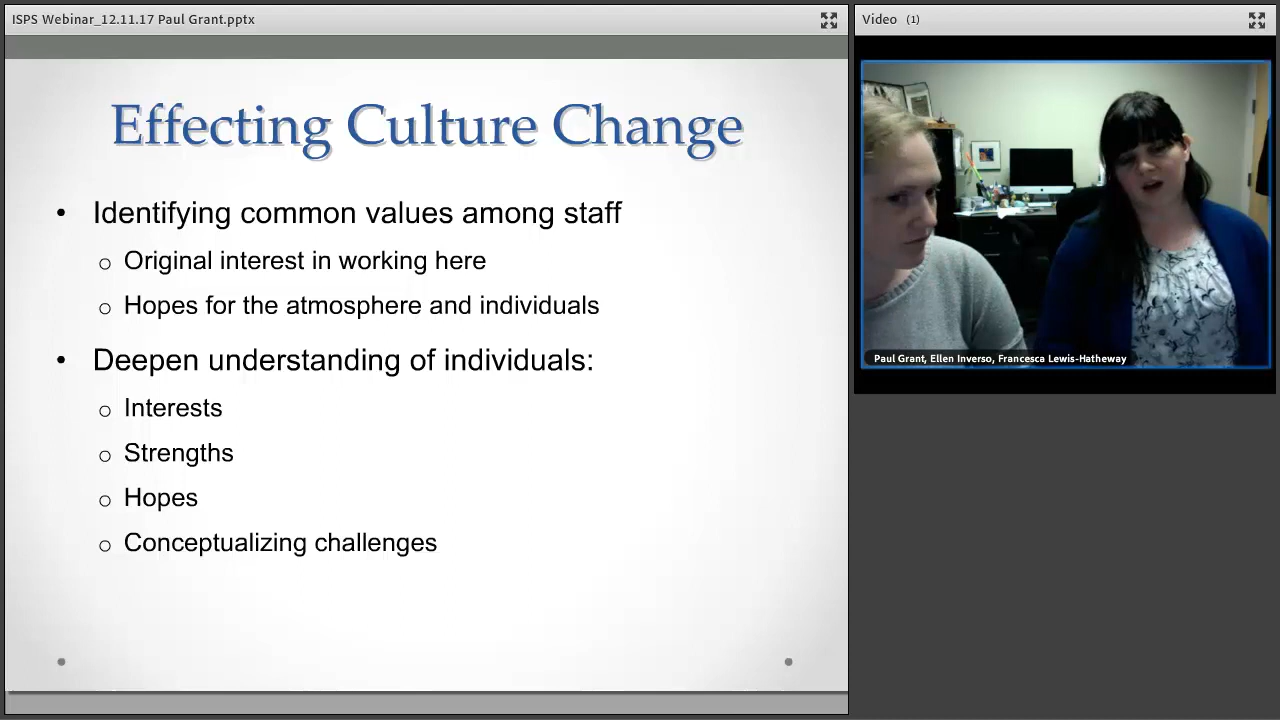 ISPS Webinar_12.11.17 Paul Grant.pptx
Video (1)
Effecting Culture Change
• Identifying common values among staff
o Original interest in working here
o Hopes for the atmosphere and individuals
• Deepen understanding of individuals:
o Interests
o Strengths
o Hopes
o Conceptualizing challenges
Paul Grant, Ellen Inverso, Francesca Lewis-Hatheway